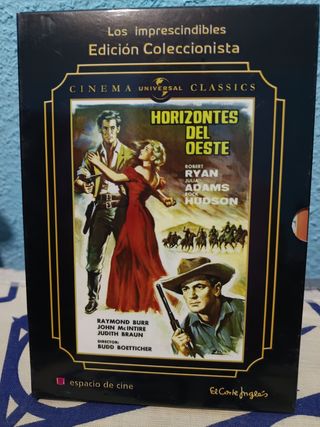 Los imprescindibles
Edición Coleccionista
CINEMA UNIVERSAL CLASSICS
HORIZONTES
DEL
OESTE
ROBERT
RYAN
JULIA
ADAMS
ROCK
HUDSON
RAYMOND BURR
JOHN McINTIRE
JUDITH BRAUN
DIRECTOR:
BUDD BOETTICHER
espacio de cine
El Corte Inglés